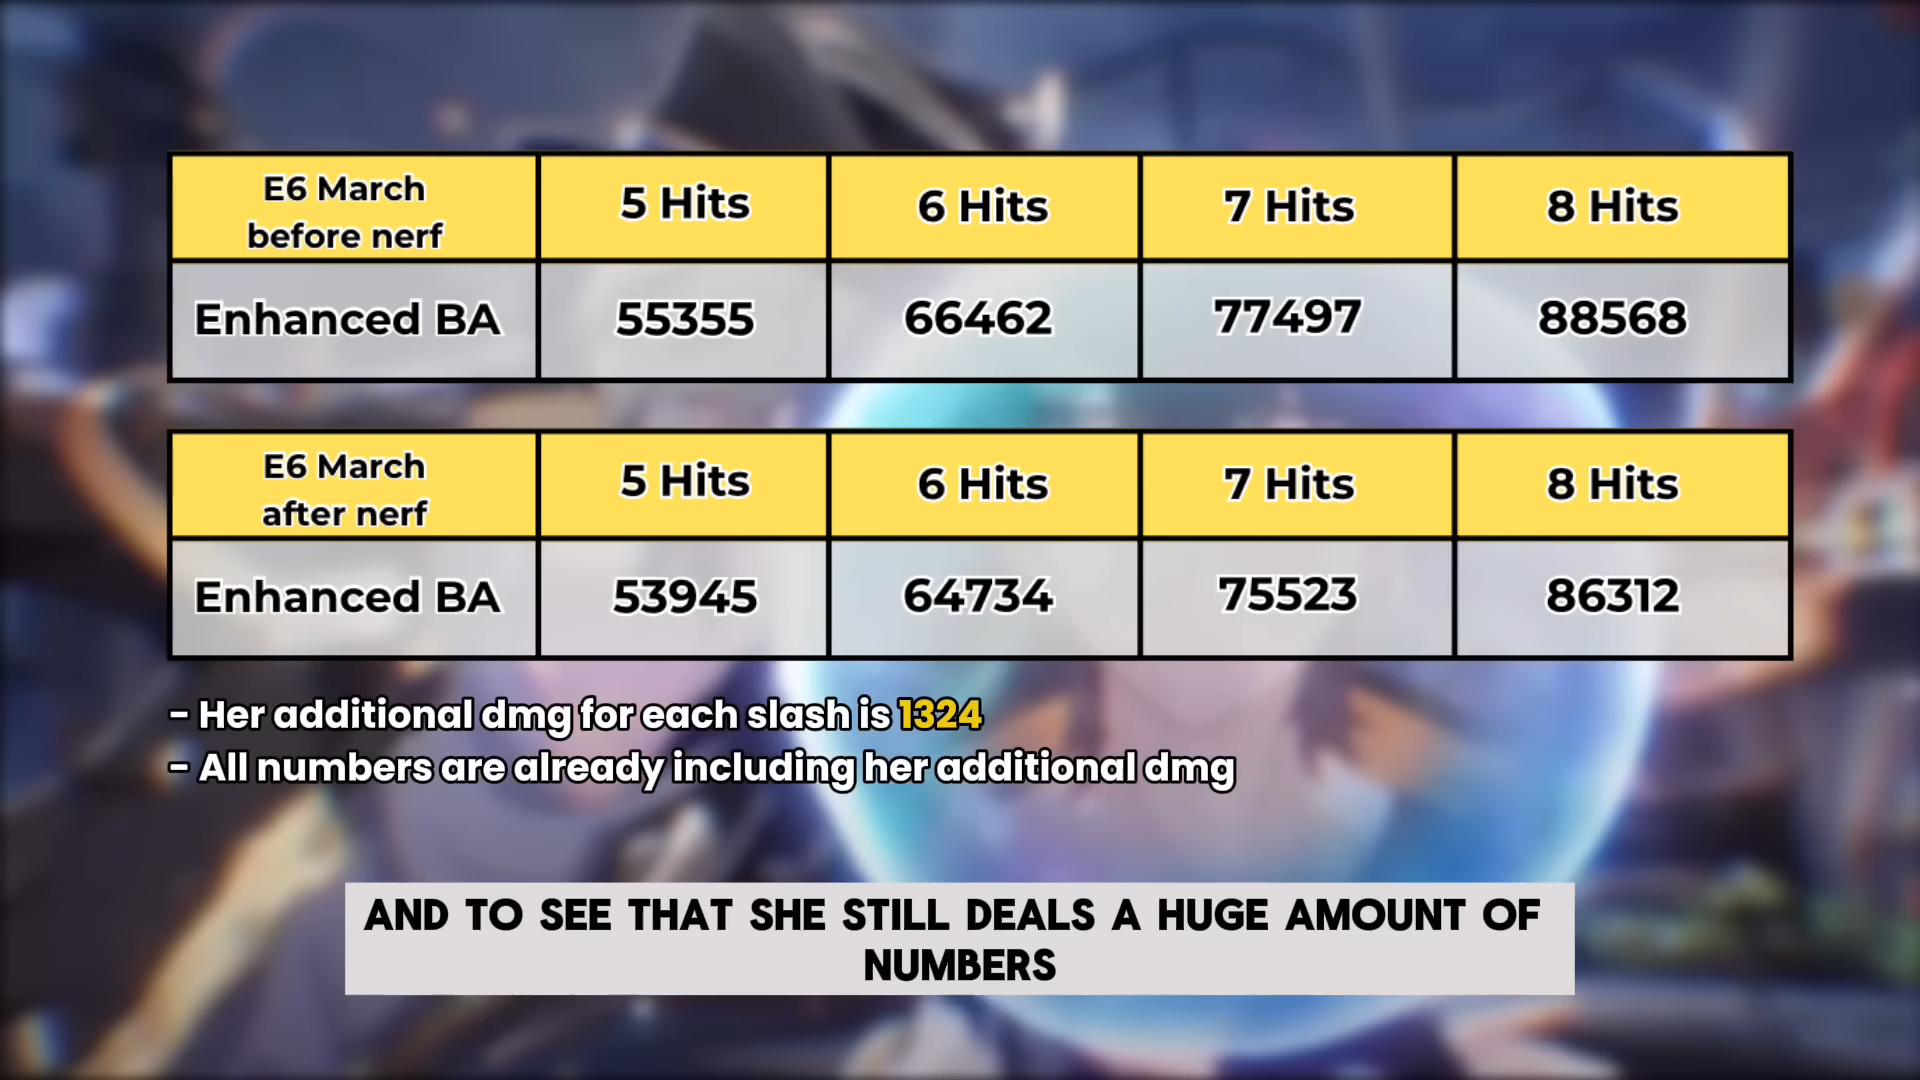 E6 March
before nerf
5 Hits
6 Hits
7 Hits
8 Hits
Enhanced BA
55355
66462
77497
88568
E6 March
after nerf
5 Hits
6 Hits
7 Hits
8 Hits
Enhanced BA
53945
64734
75523
86312
- Her additional dmg for each slash is 1324
- All numbers are already including her additional dmg
AND TO SEE THAT SHE STILL DEALS A HUGE AMOUNT OF
NUMBERS